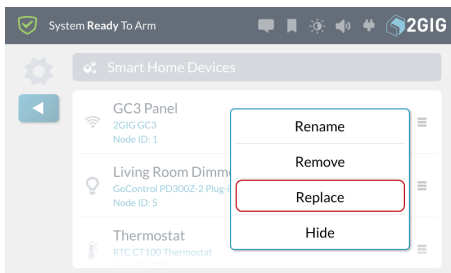 System Ready To Arm
2GIG
Smart Home Devices
GC3 Panel
2GIG GC3
Node ID: 1
Living Room Dimme
GoControl PD300Z-2 Plug-i
Node ID: 5
Thermostat
RTC CT100 Thermostat
Rename
Remove
Replace
Hide